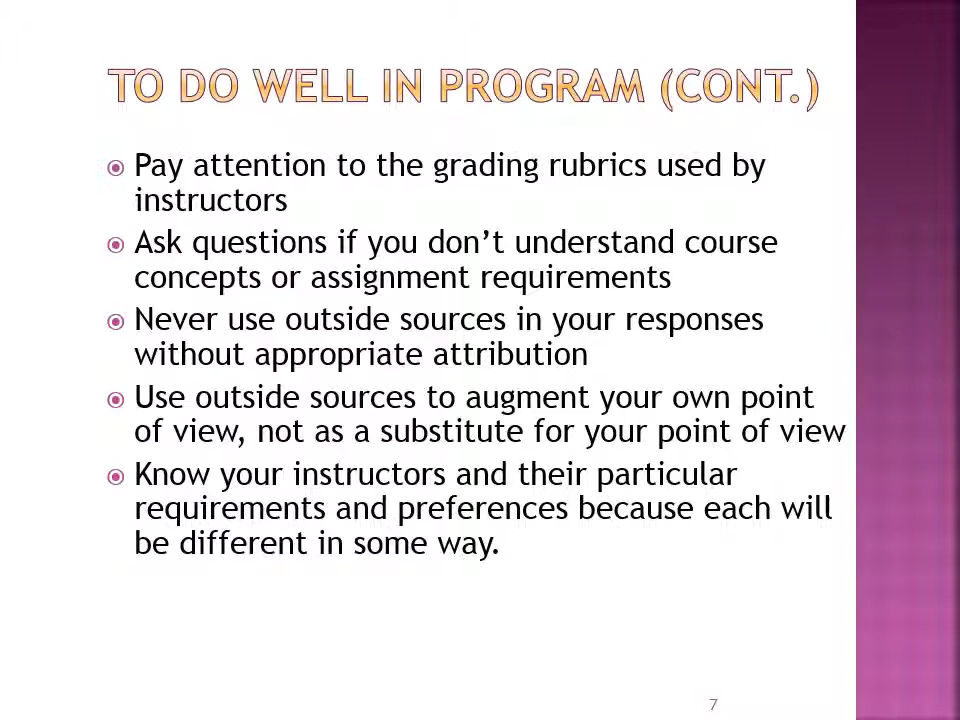 TO DO WELL IN PROGRAM (CONT.)
Pay attention to the grading rubrics used by
instructors
Ask questions if you don’t understand course
concepts or assignment requirements
Never use outside sources in your responses
without appropriate attribution
Use outside sources to augment your own point
of view, not as a substitute for your point of view
Know your instructors and their particular
requirements and preferences because each will
be different in some way.
7